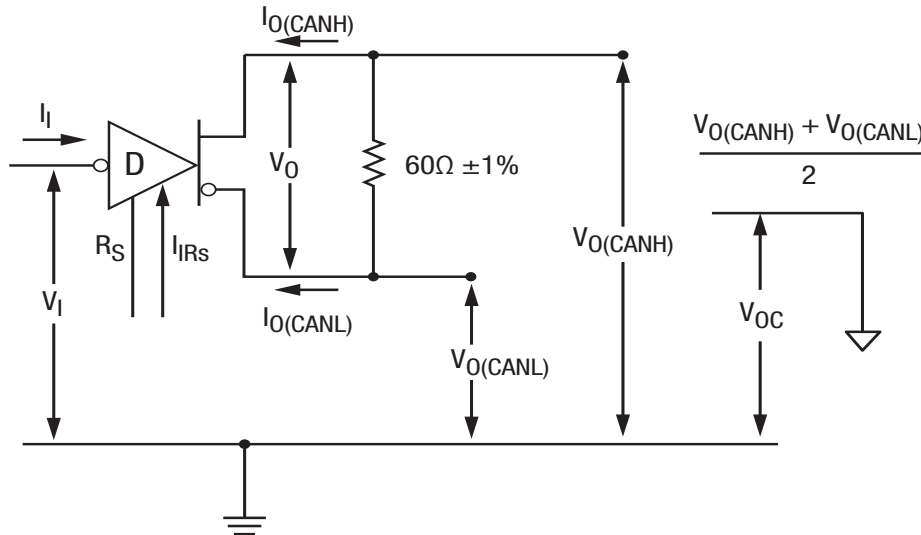 I_O(CANH)
I_I
D
V_O
60Ω ±1%
V_O(CANH) + V_O(CANL)
2
R_S
I_IRs
V_O(CANH)
V_I
I_O(CANL)
V_OC
V_O(CANL)